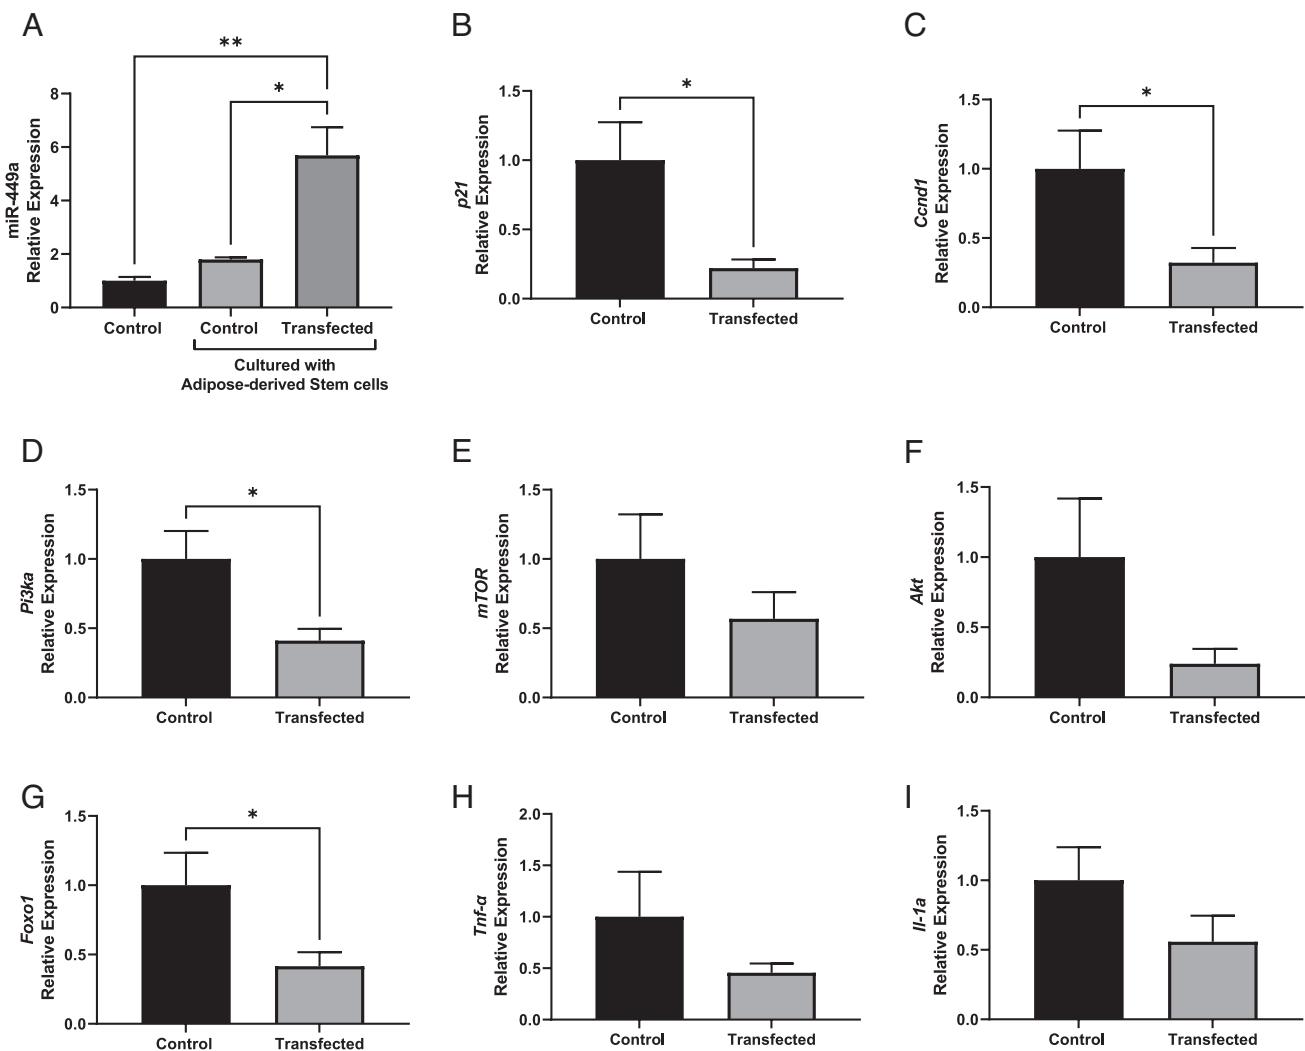 A
**
*
miR-449a
Relative Expression
8
6
4
2
0
Control
Control
Transfected
Cultured with
Adipose-derived Stem cells
B
*
p21
Relative Expression
1.5
1.0
0.5
0.0
Control
Transfected
C
*
Ccnd1
Relative Expression
1.5
1.0
0.5
0.0
Control
Transfected
D
*
Pi3ka
Relative Expression
1.5
1.0
0.5
0.0
Control
Transfected
E
mTOR
Relative Expression
1.5
1.0
0.5
0.0
Control
Transfected
F
Akt
Relative Expression
1.5
1.0
0.5
0.0
Control
Transfected
G
*
Foxo1
Relative Expression
1.5
1.0
0.5
0.0
Control
Transfected
H
Tnf-α
Relative Expression
2.0
1.5
1.0
0.5
0.0
Control
Transfected
I
Il-1a
Relative Expression
1.5
1.0
0.5
0.0
Control
Transfected